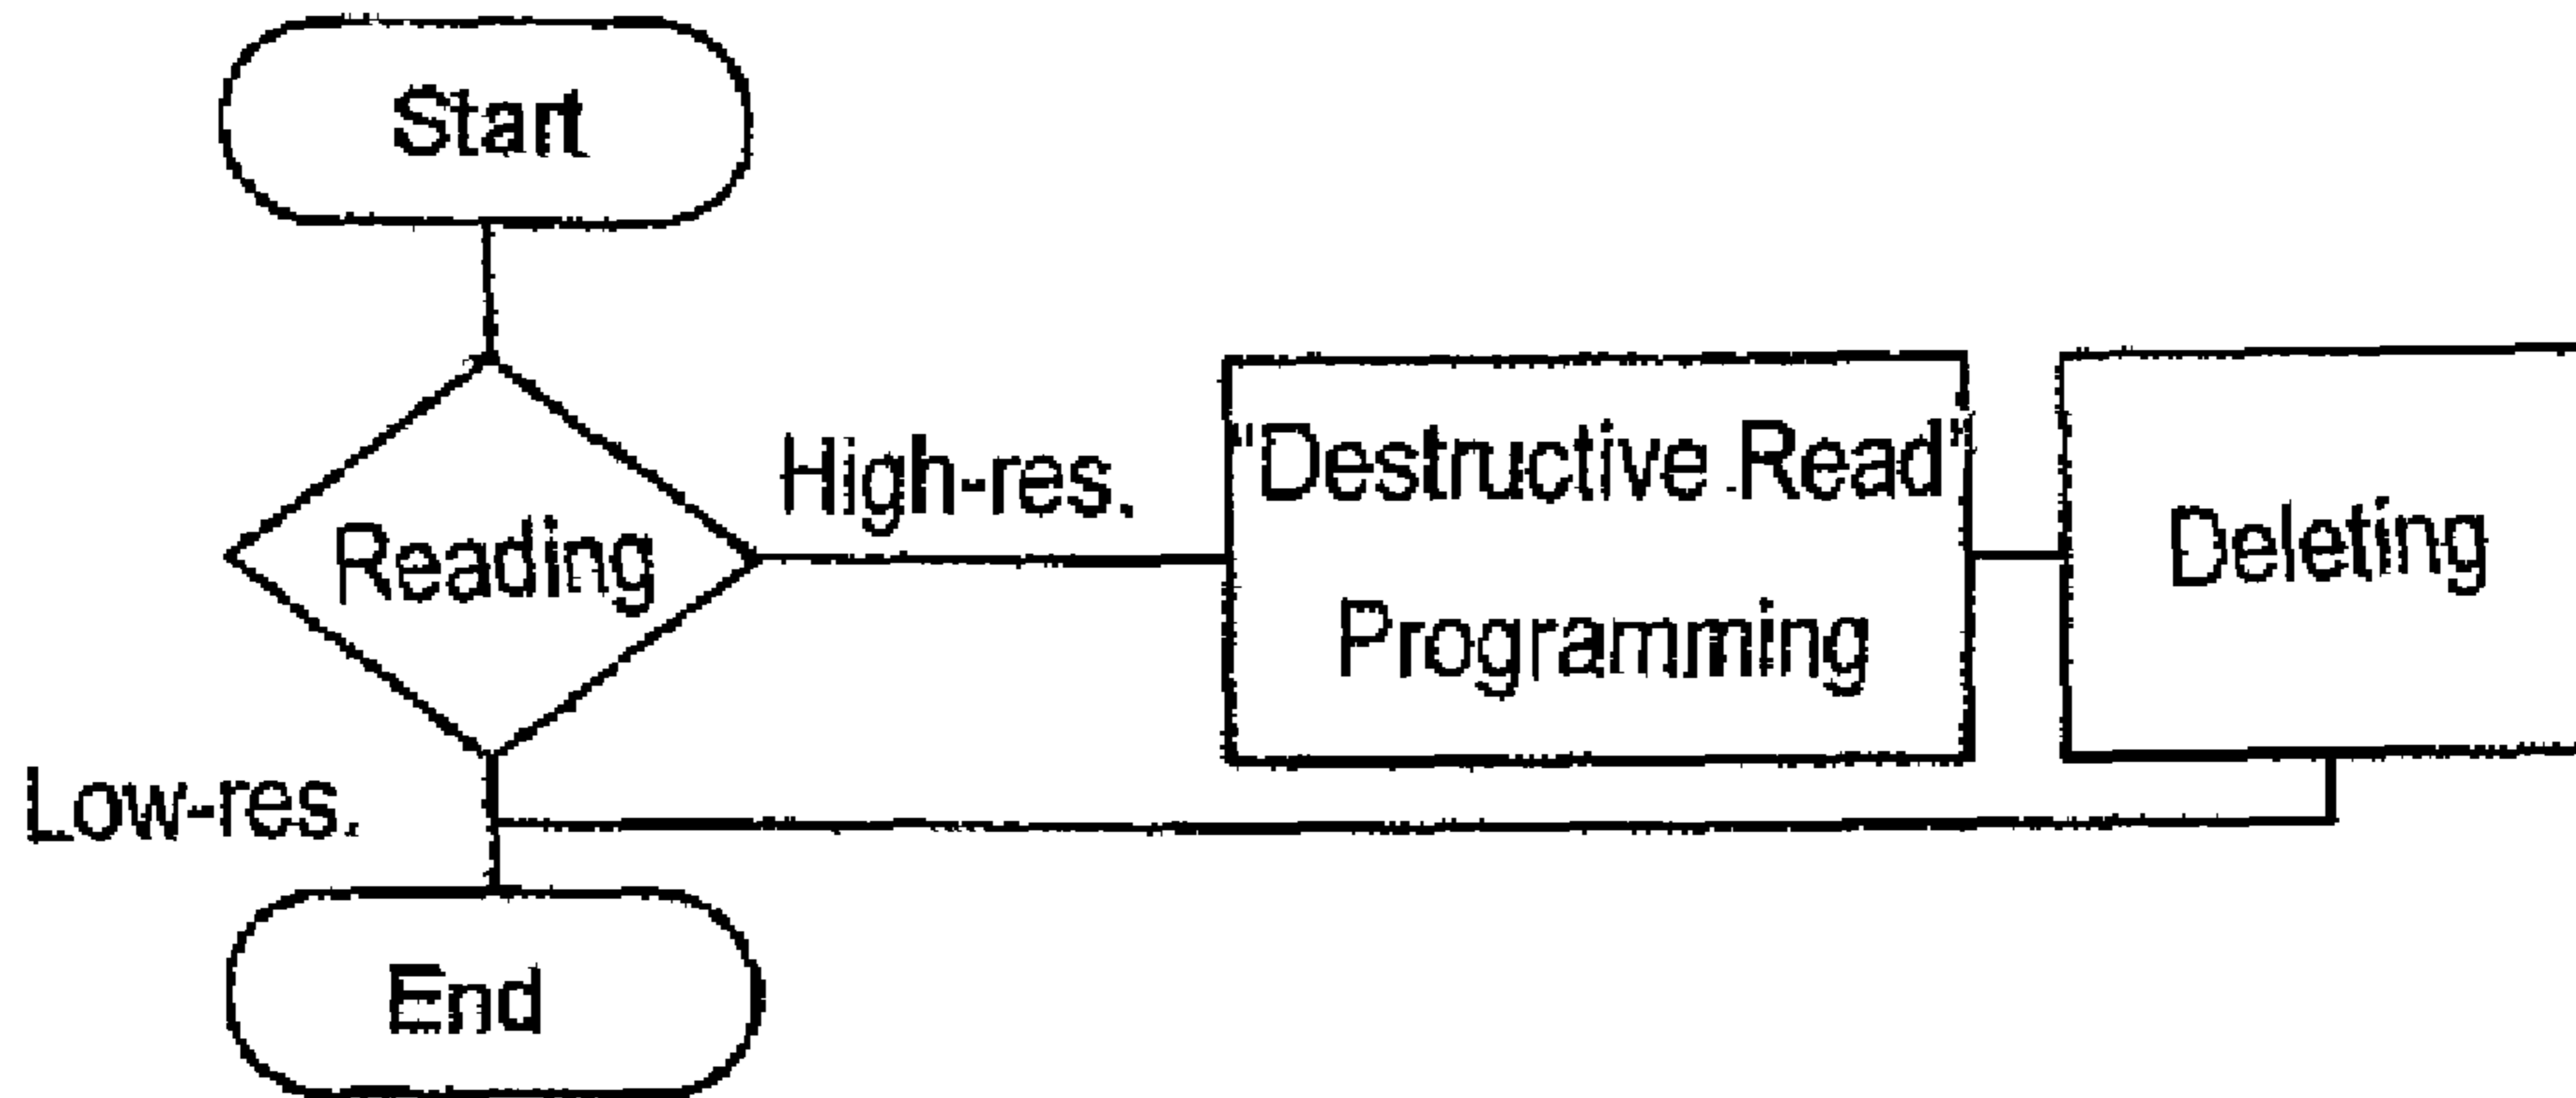 Start
Reading
High-res.
"Destructive Read"
Programming
Deleting
Low-res.
End